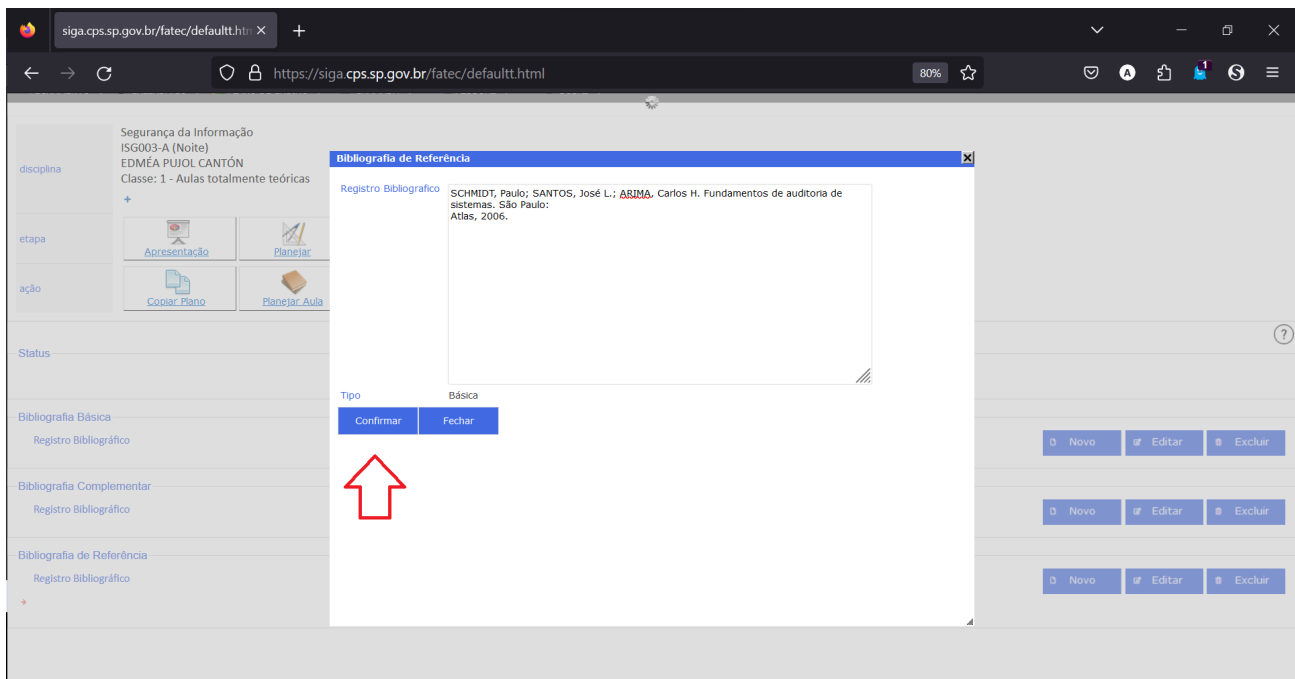 siga.cps.sp.gov.br/fatec/defaultt.htm
https://siga.cps.sp.gov.br/fatec/defaultt.html
80%
A
1
disciplina
Segurança da Informação
ISG003-A (Noite)
EDMÉA PUJOL CANTÓN
Classe: 1 - Aulas totalmente teóricas
+
etapa
Apresentação
Planejar
ação
Copiar Plano
Planejar Aula
Bibliografia de Referência
Registro Bibliografico
SCHMIDT, Paulo; SANTOS, José L.; ARIMA, Carlos H. Fundamentos de auditoria de
sistemas. São Paulo:
Atlas, 2006.
Tipo
Básica
Confirmar
Fechar
?
Status
Bibliografia Básica
Registro Bibliográfico
Novo
Editar
Excluir
Bibliografia Complementar
Registro Bibliográfico
Novo
Editar
Excluir
Bibliografia de Referência
Registro Bibliográfico
Novo
Editar
Excluir